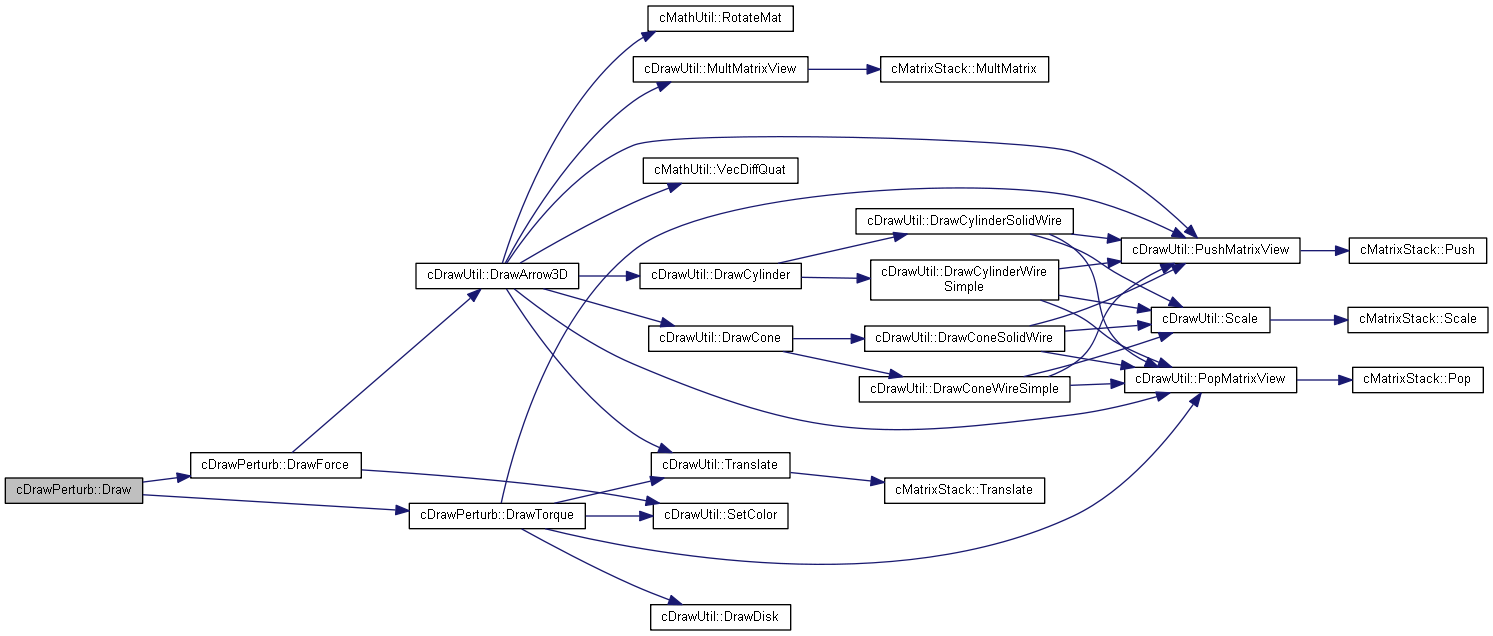 cMathUtil::RotateMat
cDrawUtil::MultMatrixView
cMatrixStack::MultMatrix
cMathUtil::VecDiffQuat
cDrawUtil::DrawCylinderSolidWire
cDrawUtil::PushMatrixView
cMatrixStack::Push
cDrawUtil::DrawArrow3D
cDrawUtil::DrawCylinder
cDrawUtil::DrawCylinderWire
Simple
cDrawUtil::Scale
cMatrixStack::Scale
cDrawUtil::DrawCone
cDrawUtil::DrawConeSolidWire
cDrawUtil::DrawConeWireSimple
cDrawUtil::PopMatrixView
cMatrixStack::Pop
cDrawPerturb::DrawForce
cDrawUtil::Translate
cMatrixStack::Translate
cDrawPerturb::Draw
cDrawPerturb::DrawTorque
cDrawUtil::SetColor
cDrawUtil::DrawDisk